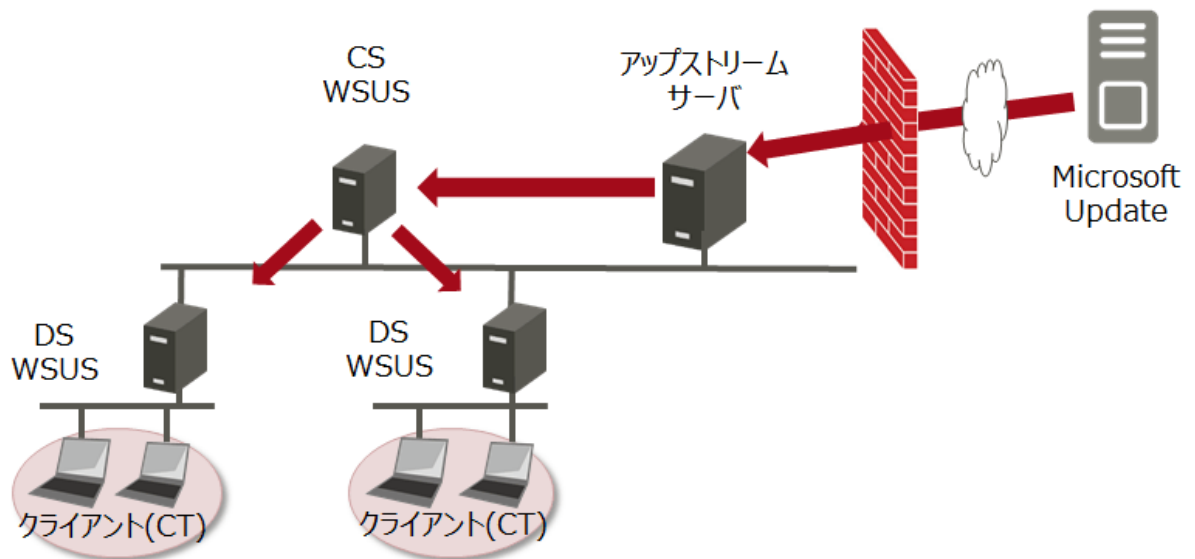 CS
WSUS
アップストリーム
サーバ
Microsoft
Update
DS
WSUS
DS
WSUS
クライアント(CT)
クライアント(CT)